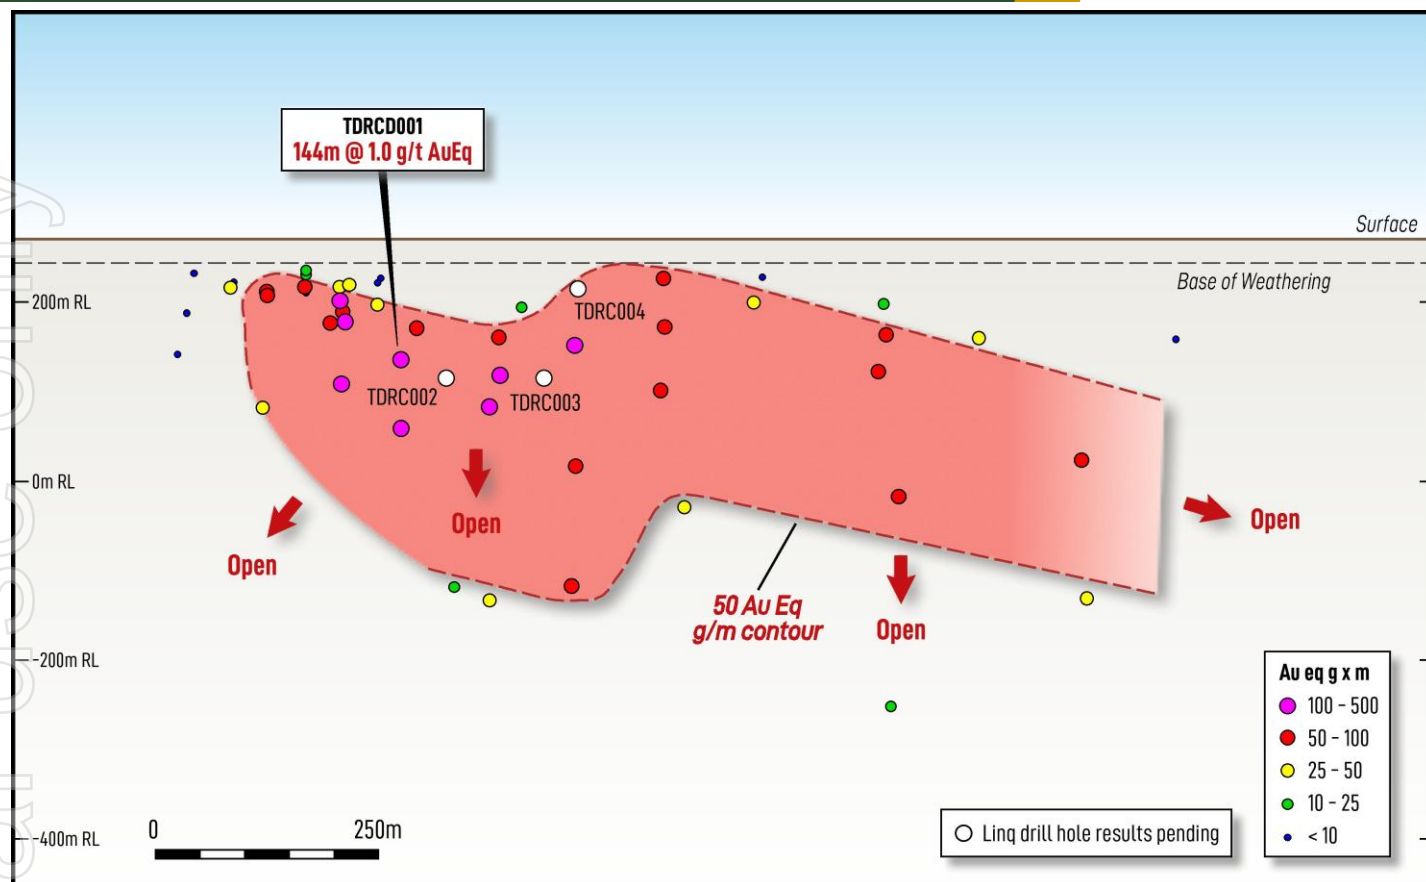 TDRCD001
144m @ 1.0 g/t AuEq
Surface
Base of Weathering
200m RL
TDRC004
TDRC002
TDRC003
0m RL
Open
Open
Open
50 Au Eq
g/m contour
Open
-200m RL
Au eq g x m
100 - 500
50 - 100
25 - 50
10 - 25
< 10
0
250m
Linq drill hole results pending
-400m RL